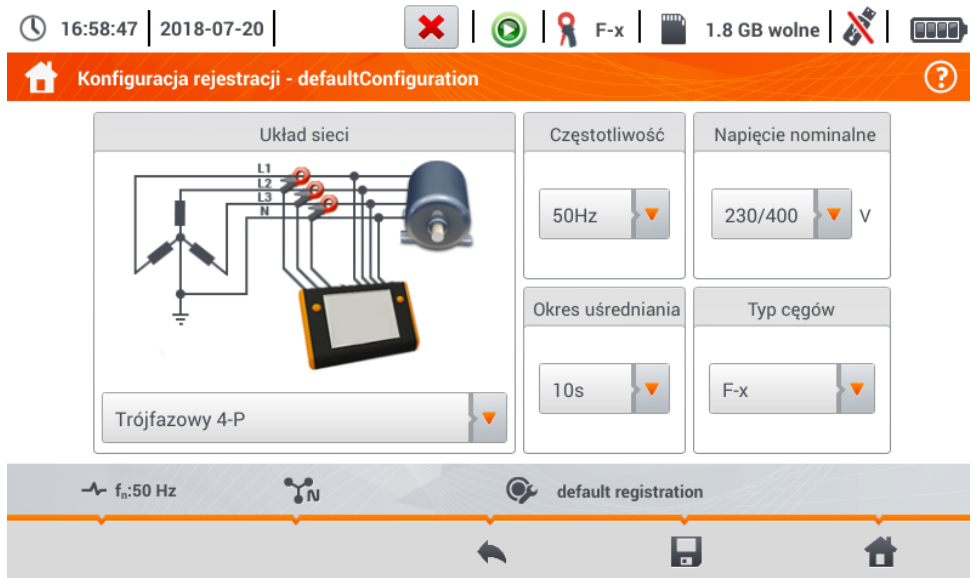 16:58:47 2018-07-20 F-x 1.8 GB wolne
Konfiguracja rejestracji - defaultConfiguration ?
Układ sieci
L1
L2
L3
N
Trójfazowy 4-P
Częstotliwość
50Hz
Napięcie nominalne
230/400 V
Okres uśredniania
10s
Typ cęgów
F-x
fn:50 Hz N default registration